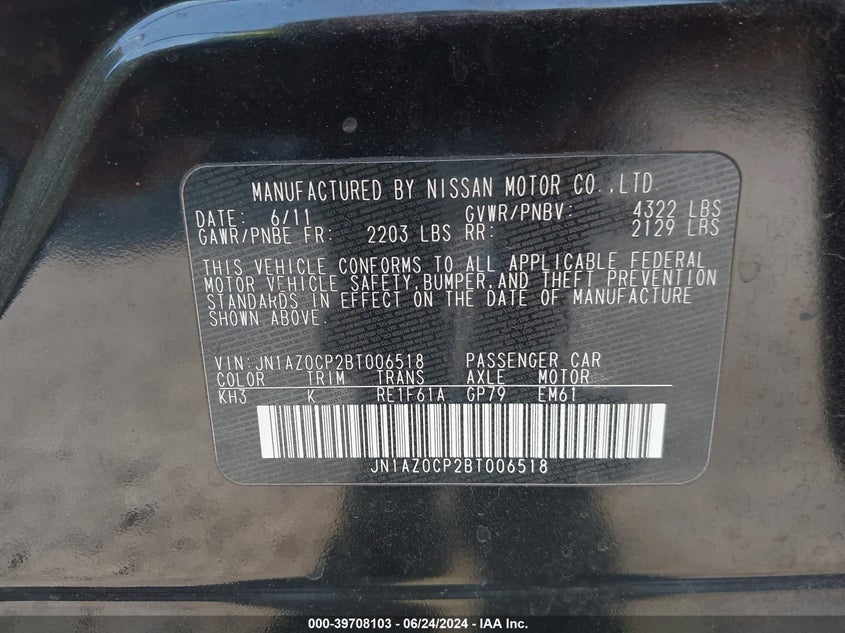 MANUFACTURED BY NISSAN MOTOR CO.,LTD.
DATE: 6/11 GVWR/PNBV: 4322 LBS
GAWR/PNBE FR: 2203 LBS RR: 2129 LBS
THIS VEHICLE CONFORMS TO ALL APPLICABLE FEDERAL
MOTOR VEHICLE SAFETY,BUMPER,AND THEFT PREVENTION
STANDARDS IN EFFECT ON THE DATE OF MANUFACTURE
SHOWN ABOVE.
VIN:JN1AZ0CP2BT006518 PASSENGER CAR
COLOR TRIM TRANS AXLE MOTOR
KH3 K RE1F61A GP79 EM61
JN1AZ0CP2BT006518
000-39708103 - 06/24/2024 - IAA Inc.